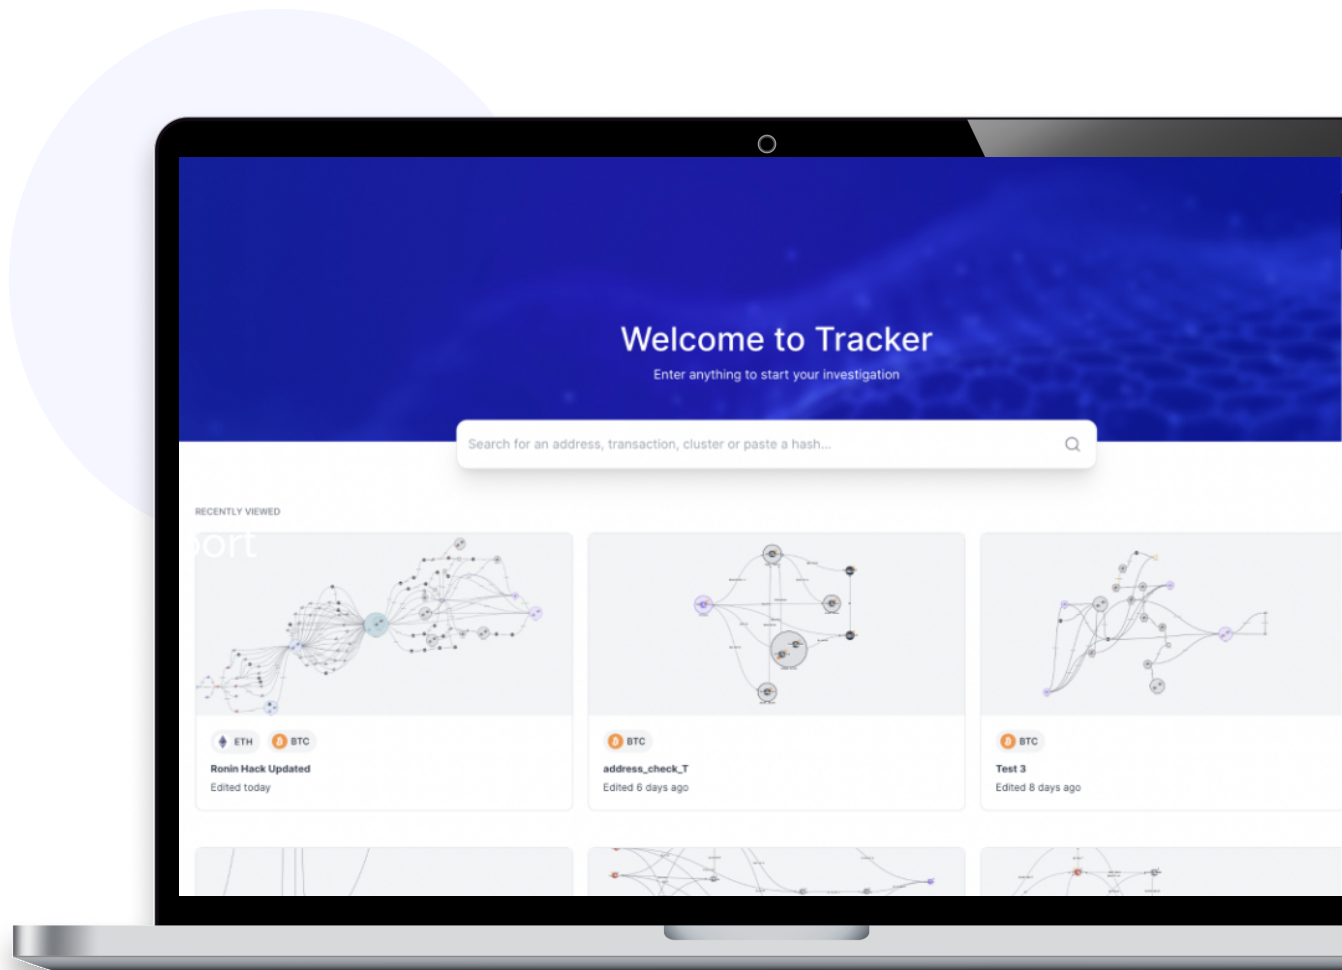 Welcome to Tracker
Enter anything to start your investigation
Search for an address, transaction, cluster or paste a hash...
RECENTLY VIEWED
port
ETH
BTC
Ronin Hack Updated
Edited today
BTC
address_check_T
Edited 6 days ago
BTC
Test 3
Edited 8 days ago